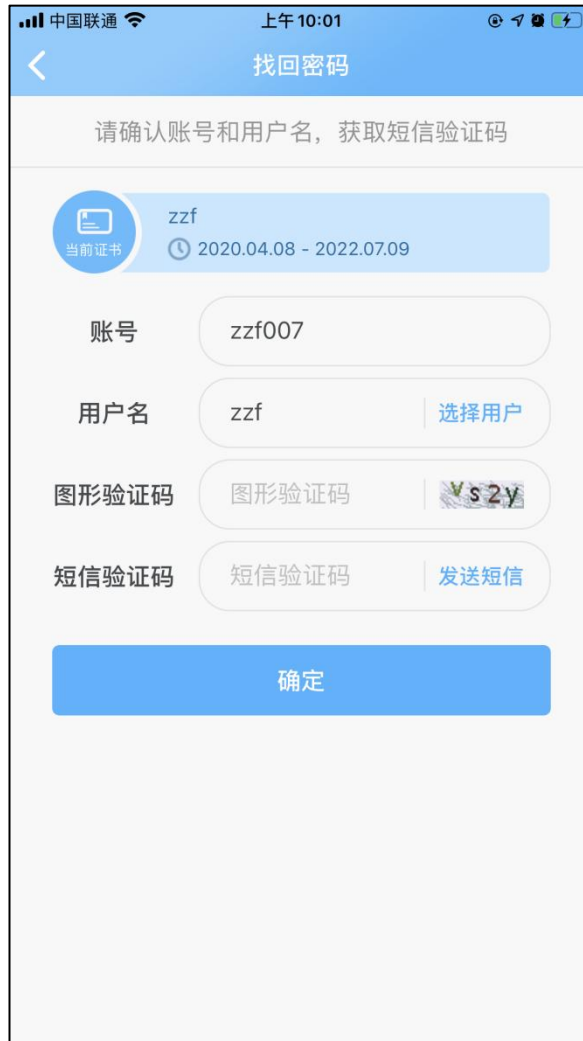 中国联通 上午10:01
找回密码
请确认账号和用户名，获取短信验证码
zzf
当前证书 2020.04.08 - 2022.07.09
账号 zzf007
用户名 zzf 选择用户
图形验证码 图形验证码 vs2y
短信验证码 短信验证码 发送短信
确定